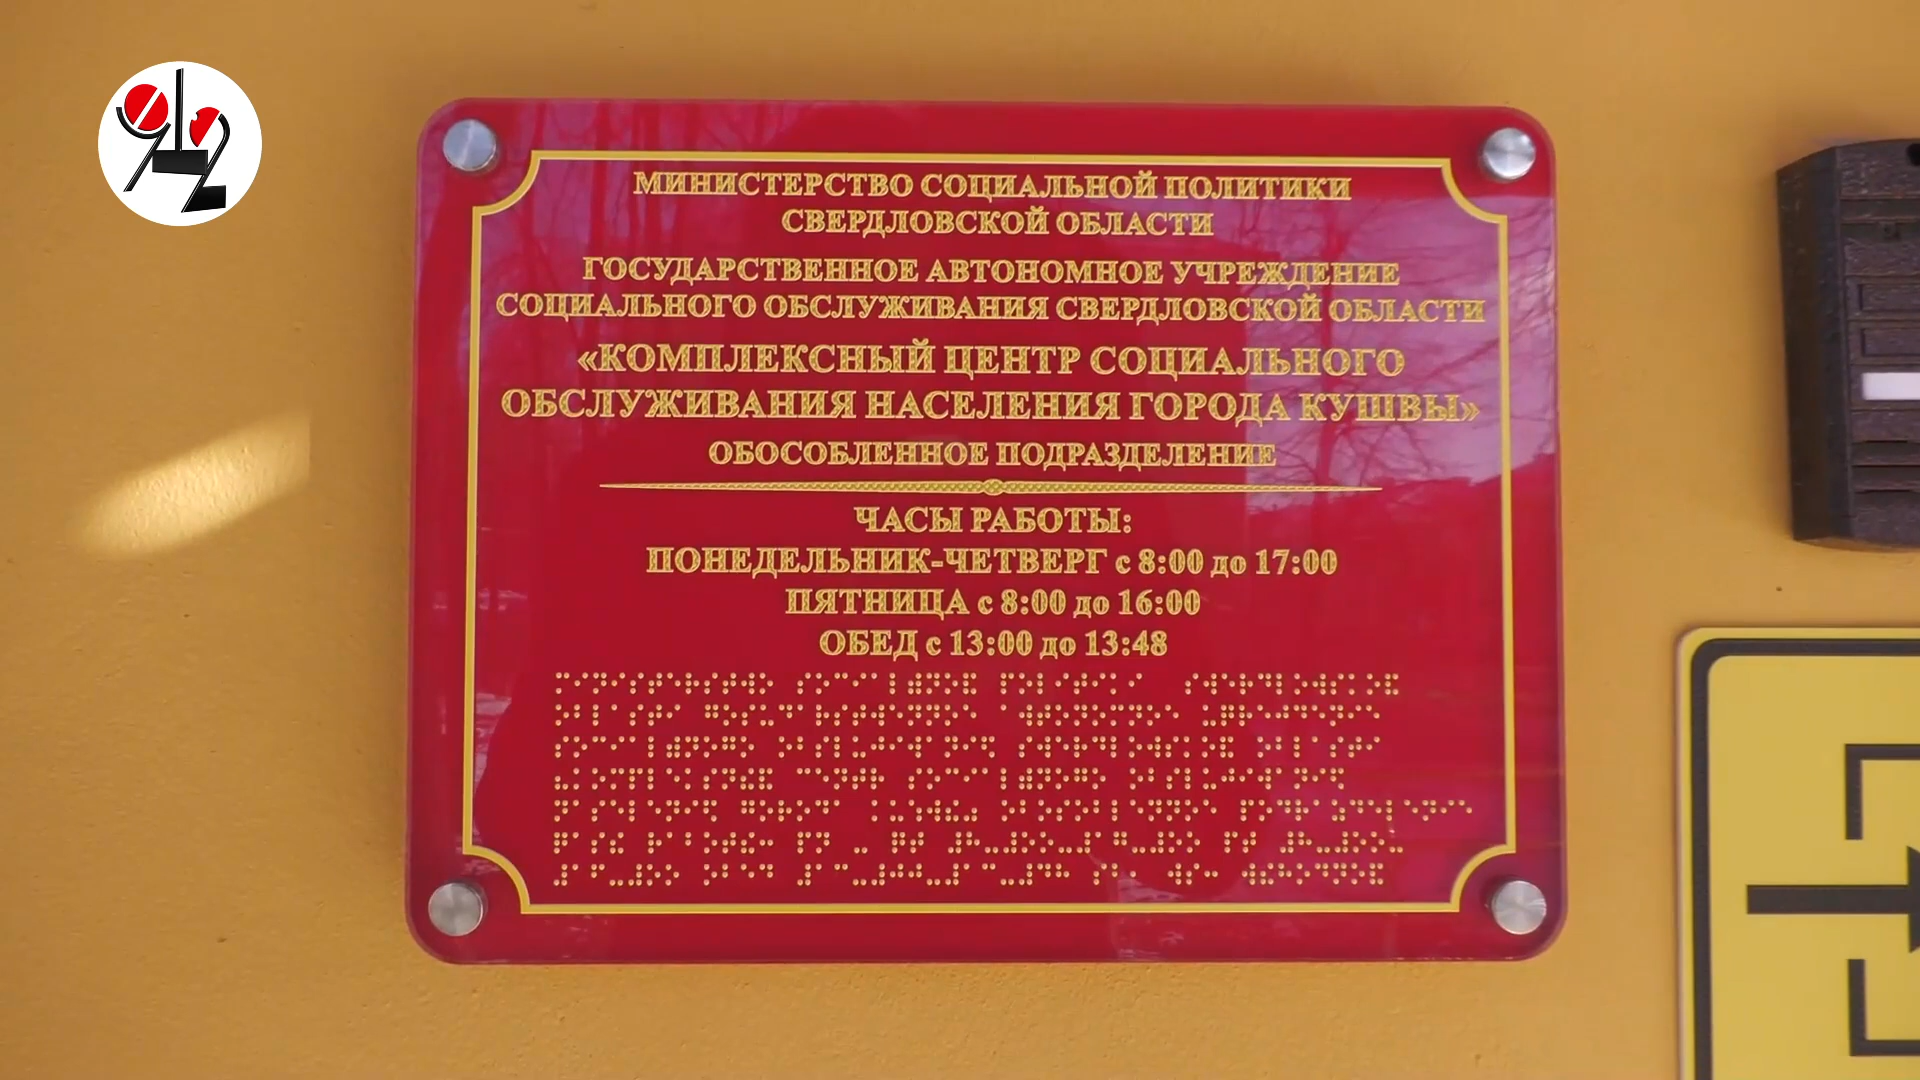 МИНИСТЕРСТВО СОЦИАЛЬНОЙ ПОЛИТИКИ
СВЕРДЛОВСКОЙ ОБЛАСТИ
ГОСУДАРСТВЕННОЕ АВТОНОМНОЕ УЧРЕЖДЕНИЕ
СОЦИАЛЬНОГО ОБСЛУЖИВАНИЯ СВЕРДЛОВСКОЙ ОБЛАСТИ
«КОМПЛЕКСНЫЙ ЦЕНТР СОЦИАЛЬНОГО
ОБСЛУЖИВАНИЯ НАСЕЛЕНИЯ ГОРОДА КУШВЫ»
ОБОСОБЛЕННОЕ ПОДРАЗДЕЛЕНИЕ
ЧАСЫ РАБОТЫ:
ПОНЕДЕЛЬНИК-ЧЕТВЕРГ с 8:00 до 17:00
ПЯТНИЦА с 8:00 до 16:00
ОБЕД с 13:00 до 13:48